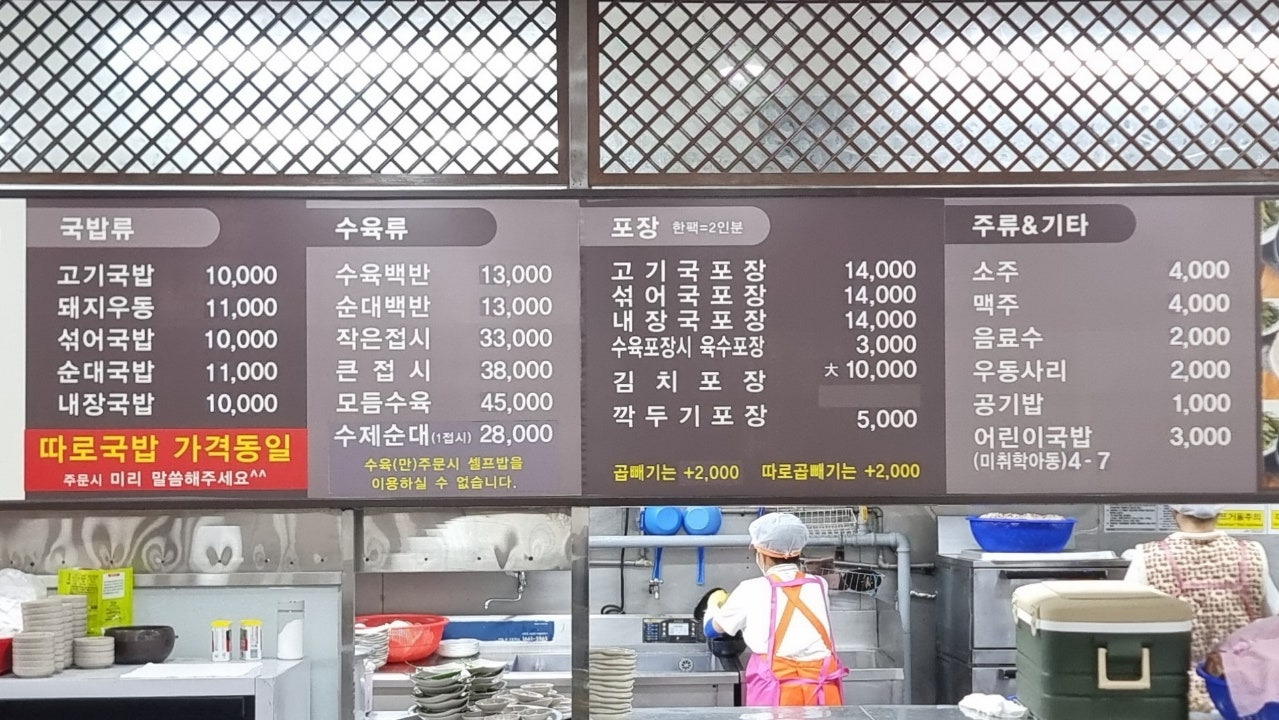 국밥류
고기국밥 10,000
돼지우동 11,000
섞어국밥 10,000
순대국밥 11,000
내장국밥 10,000
따로국밥 가격동일
주문시 미리 말씀해주세요^^
수육류
수육백반 13,000
순대백반 13,000
작은접시 33,000
큰 접 시 38,000
모듬수육 45,000
수제순대(1접시) 28,000
수육(만)주문시 셀프밥을
이용하실 수 없습니다.
포장 한팩=2인분
고 기 국 포 장 14,000
섞 어 국 포 장 14,000
내 장 국 포 장 14,000
수육포장시 육수포장 3,000
김 치 포 장 大 10,000
깍 두 기 포 장 5,000
곱빼기는 +2,000 따로곱빼기는 +2,000
주류&기타
소주 4,000
맥주 4,000
음료수 2,000
우동사리 2,000
공기밥 1,000
어린이국밥 3,000
(미취학아동)4-7
뜨거움주의